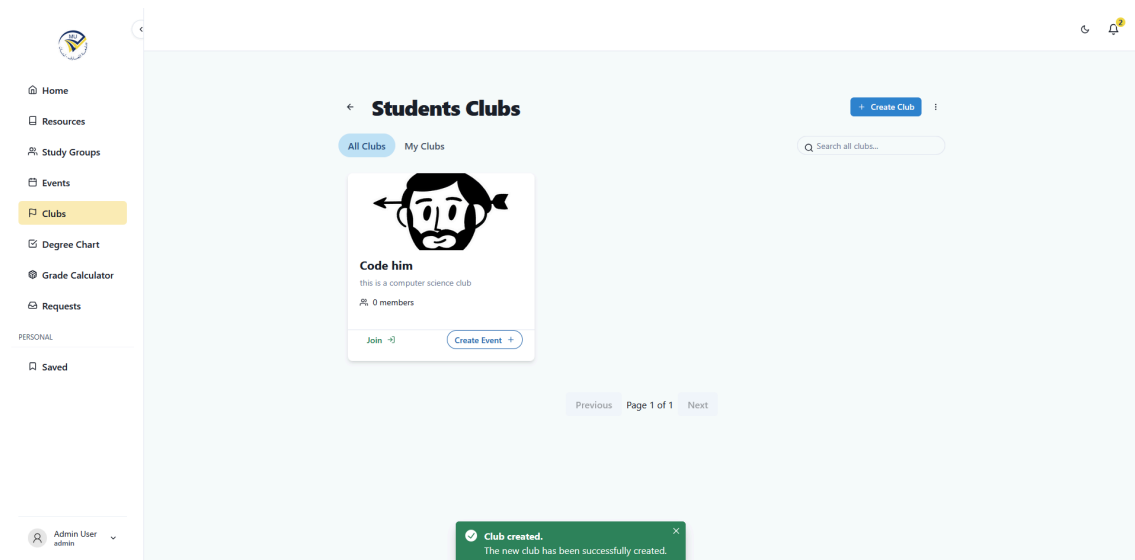 MU
2
Home
Resources
Study Groups
Events
Clubs
Degree Chart
Grade Calculator
Requests
PERSONAL
Saved
Admin User
admin
Students Clubs
+ Create Club
All Clubs
My Clubs
Search all clubs...
Code him
this is a computer science club
0 members
Join
Create Event +
Previous
Page 1 of 1
Next
Club created.
The new club has been successfully created.